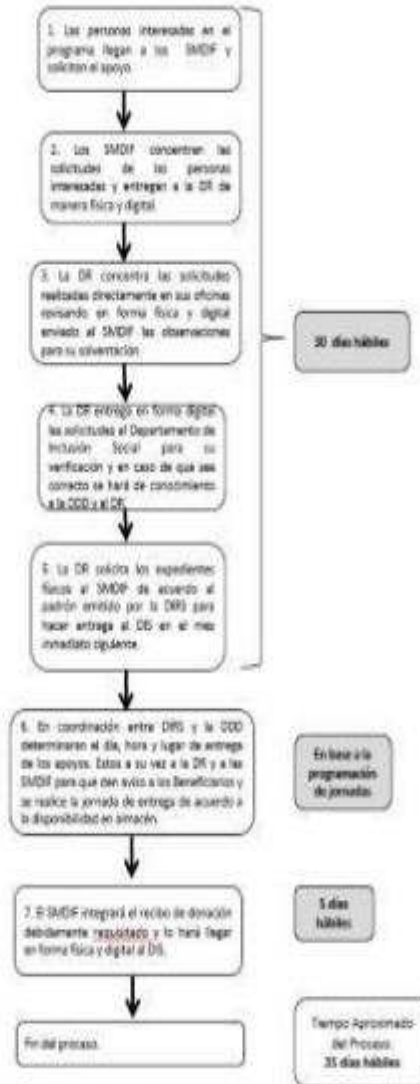 1. Las personas interesadas en el
programa llegan a los SMDIF y
solicitan el apoyo.
2. Los SMDIF concentran las
solicitudes de las personas
interesadas y entregan a la DR de
manera física y digital.
3. La DR concentra las solicitudes
realizadas directamente en sus oficinas
revisando en forma física y digital
enviado al SMDIF las observaciones
para su solventación.
30 días hábiles
4. La DR entrega en forma digital
las solicitudes al Departamento de
Inclusión Social para su
verificación y en caso de que sea
correcto se hará de conocimiento
a la DDD y el DR.
5. La DR solicita los expedientes
físicos al SMDIF de acuerdo al
padrón emitido por la DIRS para
hacer entrega al DIS en el mes
inmediato siguiente.
6. En coordinación entre DIRS y la DDD
determinaran el día, hora y lugar de entrega
de los apoyos. Estos a su vez a la DR y a los
SMDIF para que den aviso a los Beneficiarios y
se realice la jornada de entrega de acuerdo a
la disponibilidad en almacén.
En base a la
programación
de jornadas
7. El SMDIF integrará el recibo de donación
debidamente requisitado y lo hará llegar
en forma física y digital al DIS.
5 días
hábiles
Fin del proceso.
Tiempo Aproximado
del Proceso:
35 días hábiles